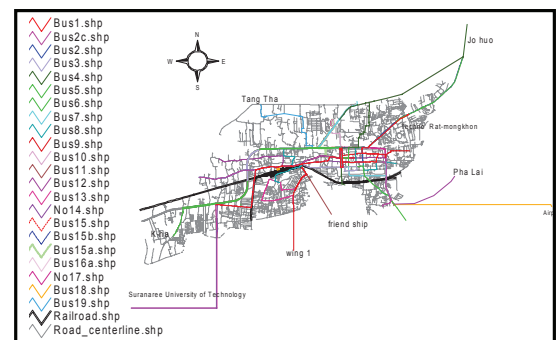 Bus1.shp
Bus2c.shp
Bus2.shp
Bus3.shp
Bus4.shp
Bus5.shp
Bus6.shp
Bus7.shp
Bus8.shp
Bus9.shp
Bus10.shp
Bus11.shp
Bus12.shp
Bus13.shp
No14.shp
Bus15.shp
Bus15b.shp
Bus15a.shp
Bus16a.shp
No17.shp
Bus18.shp
Bus19.shp
Railroad.shp
Road_centerline.shp
N
W E
S
Jo huo
Tang Tha
Rat-mongkhon
Pha Lai
friend ship
wing 1
Suranaree University of Technology